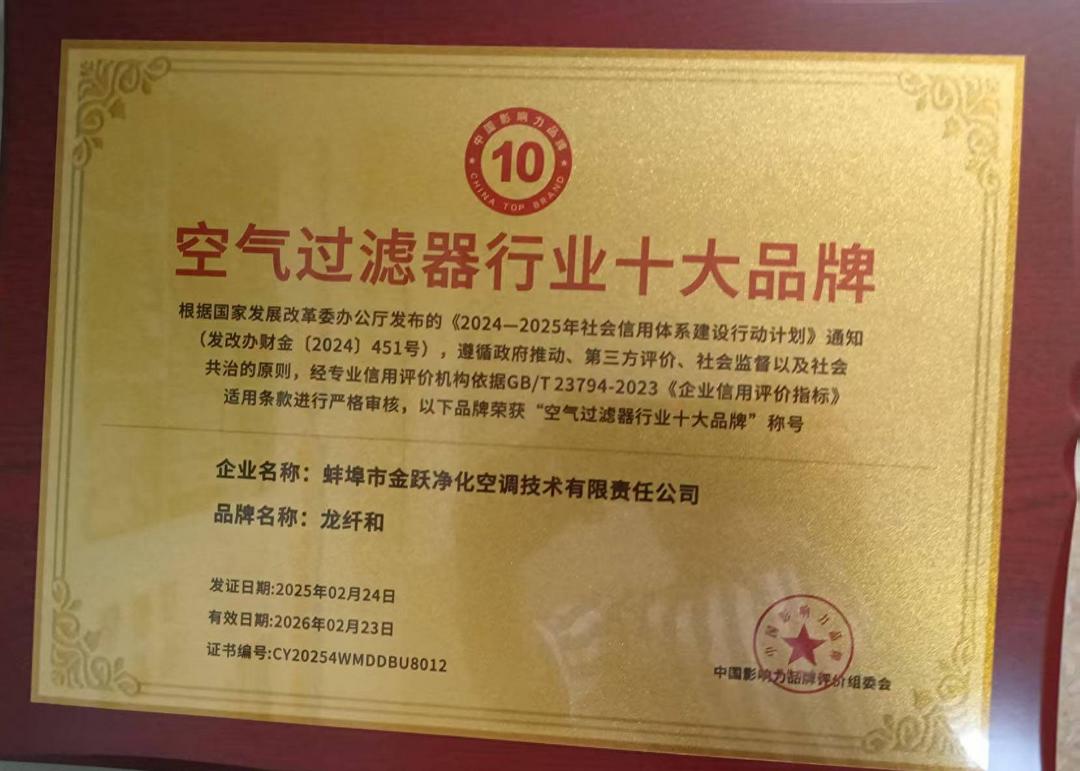 中国影响力品牌
10
CHINA TOP BRAND
空气过滤器行业十大品牌
根据国家发展改革委办公厅发布的《2024—2025年社会信用体系建设行动计划》通知
（发改办财金〔2024〕451号），遵循政府推动、第三方评价、社会监督以及社会
共治的原则，经专业信用评价机构依据GB/T 23794-2023《企业信用评价指标》
适用条款进行严格审核，以下品牌荣获“空气过滤器行业十大品牌”称号
企业名称：蚌埠市金跃净化空调技术有限责任公司
品牌名称：龙纤和
发证日期:2025年02月24日
有效日期:2026年02月23日
证书编号:CY20254WMDDBU8012
中国影响力品牌
中国影响力品牌评价组委会